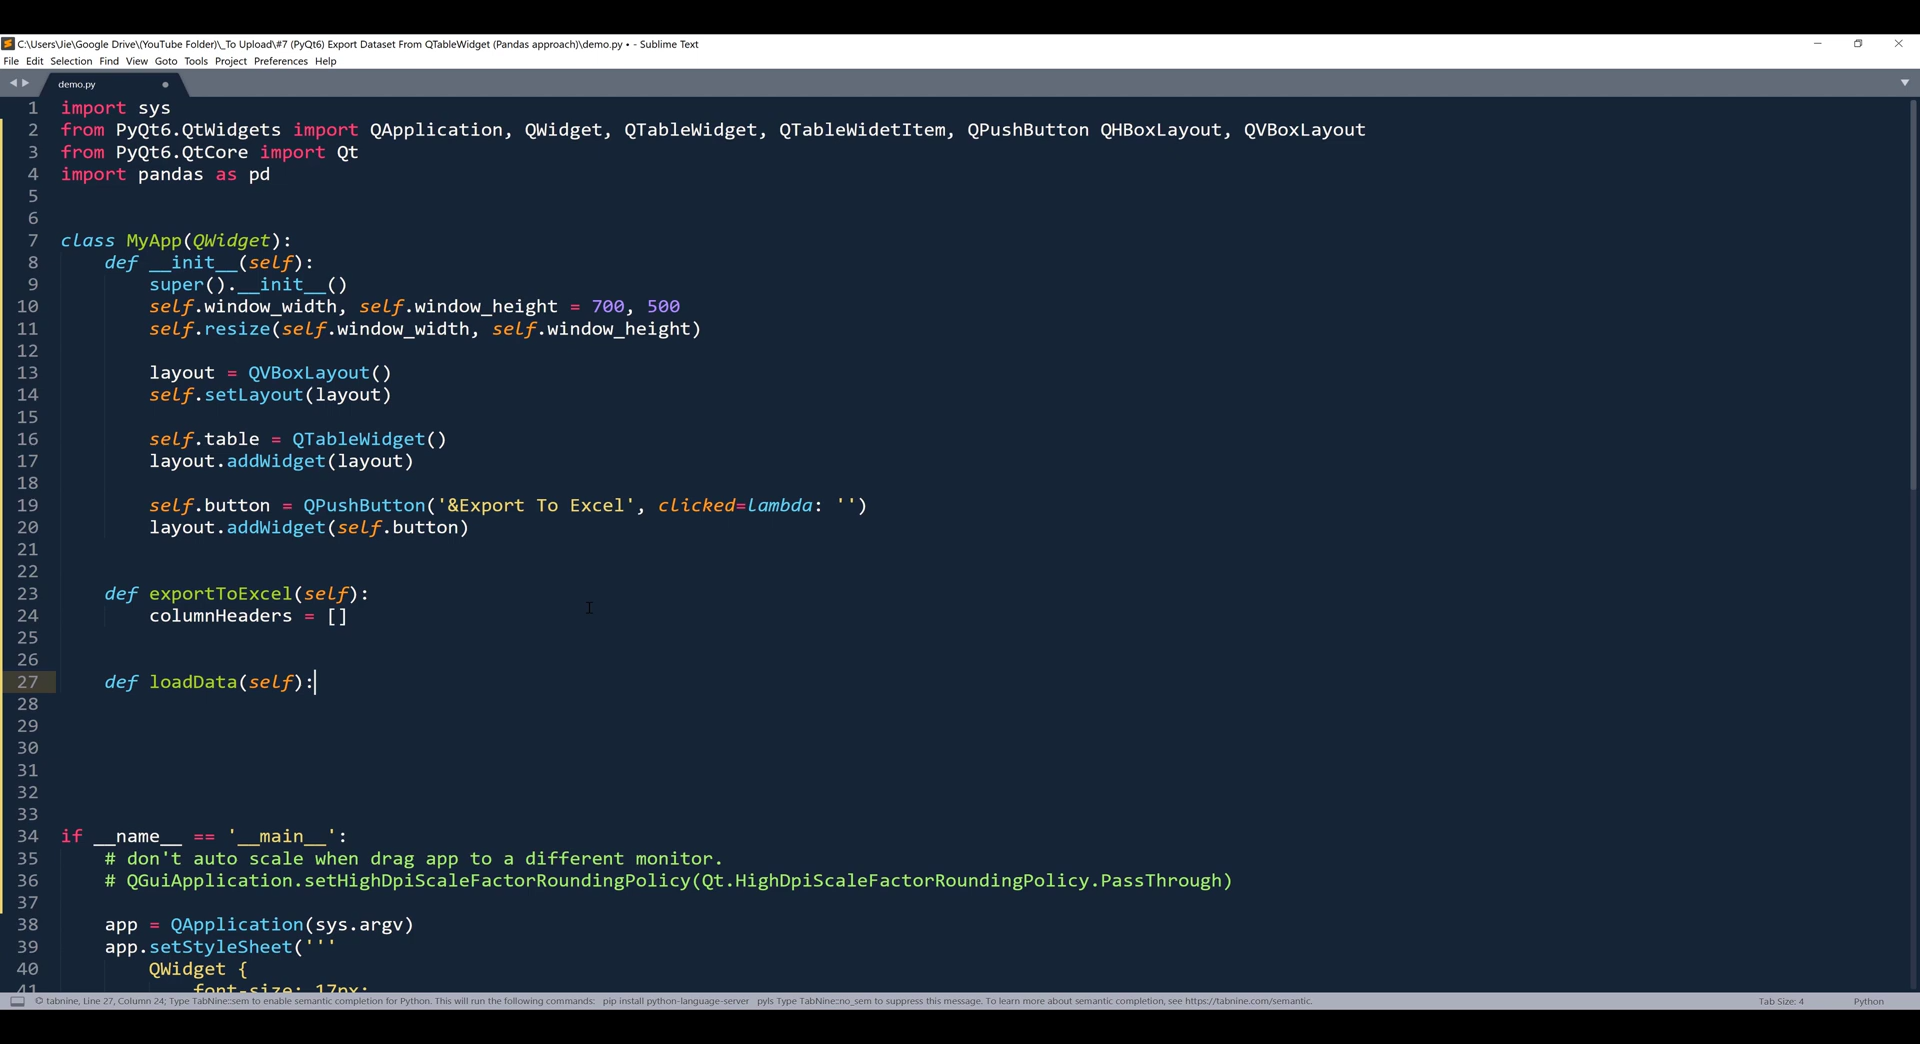 C:\Users\Jie\Google Drive\(YouTube Folder)\_To Upload\#7 (PyQt6) Export Dataset From QTableWidget (Pandas approach)\demo.py • - Sublime Text
File Edit Selection Find View Goto Tools Project Preferences Help
demo.py
1 import sys
2 from PyQt6.QtWidgets import QApplication, QWidget, QTableWidget, QTableWidetItem, QPushButton QHBoxLayout, QVBoxLayout
3 from PyQt6.QtCore import Qt
4 import pandas as pd
5
6
7 class MyApp(QWidget):
8     def __init__(self):
9         super().__init__()
10         self.window_width, self.window_height = 700, 500
11         self.resize(self.window_width, self.window_height)
12
13         layout = QVBoxLayout()
14         self.setLayout(layout)
15
16         self.table = QTableWidget()
17         layout.addWidget(layout)
18
19         self.button = QPushButton('&Export To Excel', clicked=lambda: '')
20         layout.addWidget(self.button)
21
22
23     def exportToExcel(self):
24         columnHeaders = []
25
26
27     def loadData(self):
28
29
30
31
32
33
34 if __name__ == '__main__':
35     # don't auto scale when drag app to a different monitor.
36     # QGuiApplication.setHighDpiScaleFactorRoundingPolicy(Qt.HighDpiScaleFactorRoundingPolicy.PassThrough)
37
38     app = QApplication(sys.argv)
39     app.setStyleSheet('''
40         QWidget {
41             font-size: 17px;
© tabnine, Line 27, Column 24; Type TabNine::sem to enable semantic completion for Python. This will run the following commands:   pip install python-language-server   pyls Type TabNine::no_sem to suppress this message. To learn more about semantic completion, see https://tabnine.com/semantic. Tab Size: 4 Python